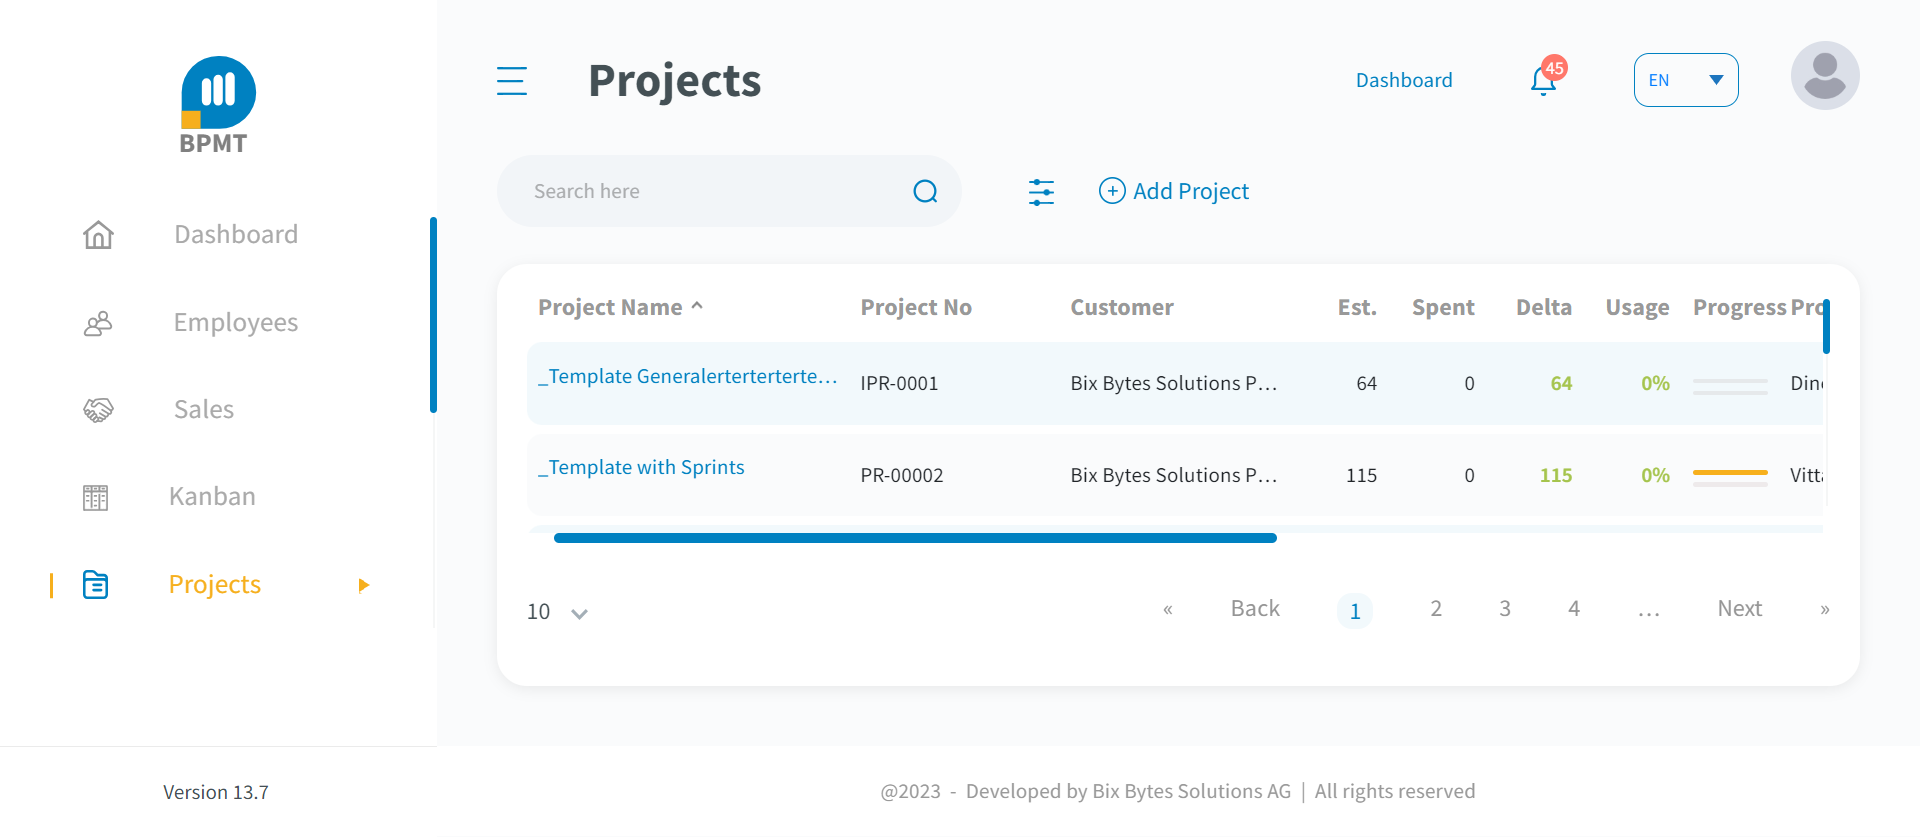 BPMT
Dashboard
Employees
Sales
Kanban
Projects
Version 13.7
Projects
Dashboard
45
EN
Search here
Add Project
Project Name Project No Customer Est. Spent Delta Usage Progress Pro
_Template Generalerterterterte… IPR-0001 Bix Bytes Solutions P… 64 0 64 0% Din
_Template with Sprints PR-00002 Bix Bytes Solutions P… 115 0 115 0% Vitt
10
« Back 1 2 3 4 … Next »
@2023 - Developed by Bix Bytes Solutions AG | All rights reserved